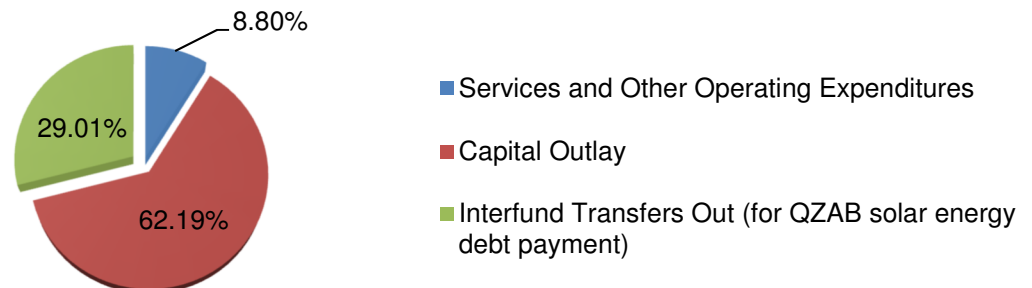 8.80%
29.01%
62.19%
Services and Other Operating Expenditures
Capital Outlay
Interfund Transfers Out (for QZAB solar energy
debt payment)